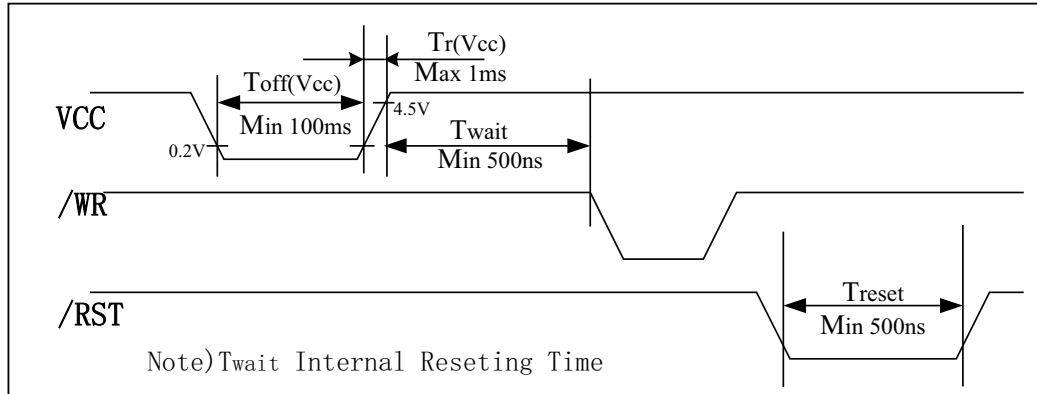 Tr(Vcc)
Max 1ms
Toff(Vcc)
Min 100ms
4.5V
VCC
0.2V
Twait
Min 500ns
/WR
Treset
Min 500ns
/RST
Note)Twait Internal Reseting Time